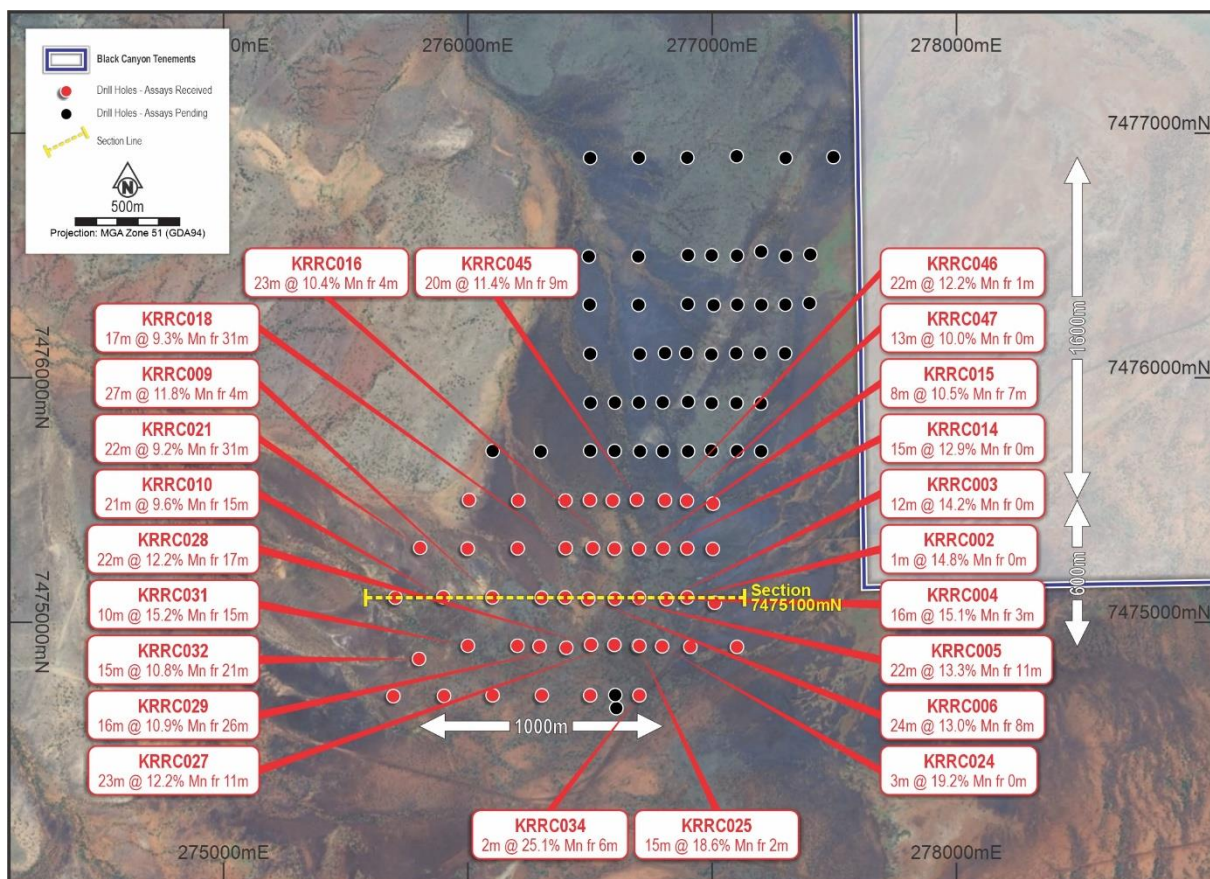 0mE
276000mE
277000mE
278000mE
Black Canyon Tenements
Drill Holes - Assays Received
Drill Holes - Assays Pending
Section Line
N
500m
Projection: MGA Zone 51 (GDA94)
7477000mN
7476000mN
7476000mN
7475000mN
7475000mN
1600m
600m
1000m
KRRC016
23m @ 10.4% Mn fr 4m
KRRC045
20m @ 11.4% Mn fr 9m
KRRC018
17m @ 9.3% Mn fr 31m
KRRC009
27m @ 11.8% Mn fr 4m
KRRC021
22m @ 9.2% Mn fr 31m
KRRC010
21m @ 9.6% Mn fr 15m
KRRC028
22m @ 12.2% Mn fr 17m
KRRC031
10m @ 15.2% Mn fr 15m
KRRC032
15m @ 10.8% Mn fr 21m
KRRC029
16m @ 10.9% Mn fr 26m
KRRC027
23m @ 12.2% Mn fr 11m
KRRC046
22m @ 12.2% Mn fr 1m
KRRC047
13m @ 10.0% Mn fr 0m
KRRC015
8m @ 10.5% Mn fr 7m
KRRC014
15m @ 12.9% Mn fr 0m
KRRC003
12m @ 14.2% Mn fr 0m
KRRC002
1m @ 14.8% Mn fr 0m
Section
7475100mN
KRRC004
16m @ 15.1% Mn fr 3m
KRRC005
22m @ 13.3% Mn fr 11m
KRRC006
24m @ 13.0% Mn fr 8m
KRRC024
3m @ 19.2% Mn fr 0m
KRRC034
2m @ 25.1% Mn fr 6m
KRRC025
15m @ 18.6% Mn fr 2m
275000mE
278000mE